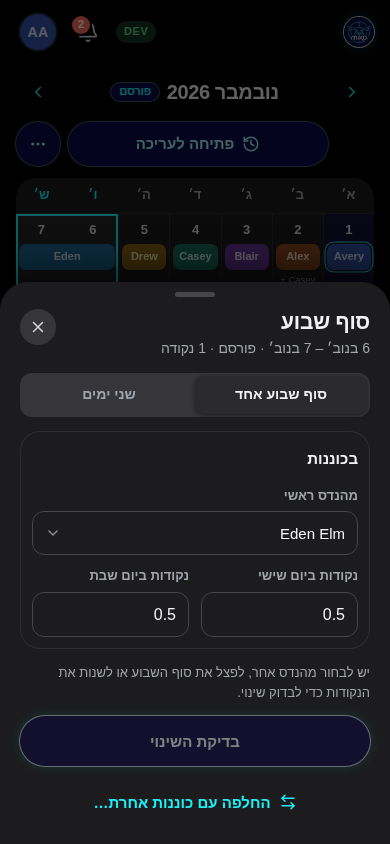 AA
2
DEV
נובמבר 2026
פורסם
פתיחה לעריכה
א׳ ב׳ ג׳ ד׳ ה׳ ו׳ ש׳
1 2 3 4 5 6 7
Avery Alex Blair Casey Drew Eden
סוף שבוע
6 בנוב׳ – 7 בנוב׳ · פורסם · 1 נקודה
סוף שבוע אחד
שני ימים
בכוננות
מהנדס ראשי
Eden Elm
נקודות ביום שישי
נקודות ביום שבת
0.5
0.5
יש לבחור מהנדס אחר, לפצל את סוף השבוע או לשנות את
הנקודות כדי לבדוק שינוי.
בדיקת השינוי
החלפה עם כוננות אחרת...